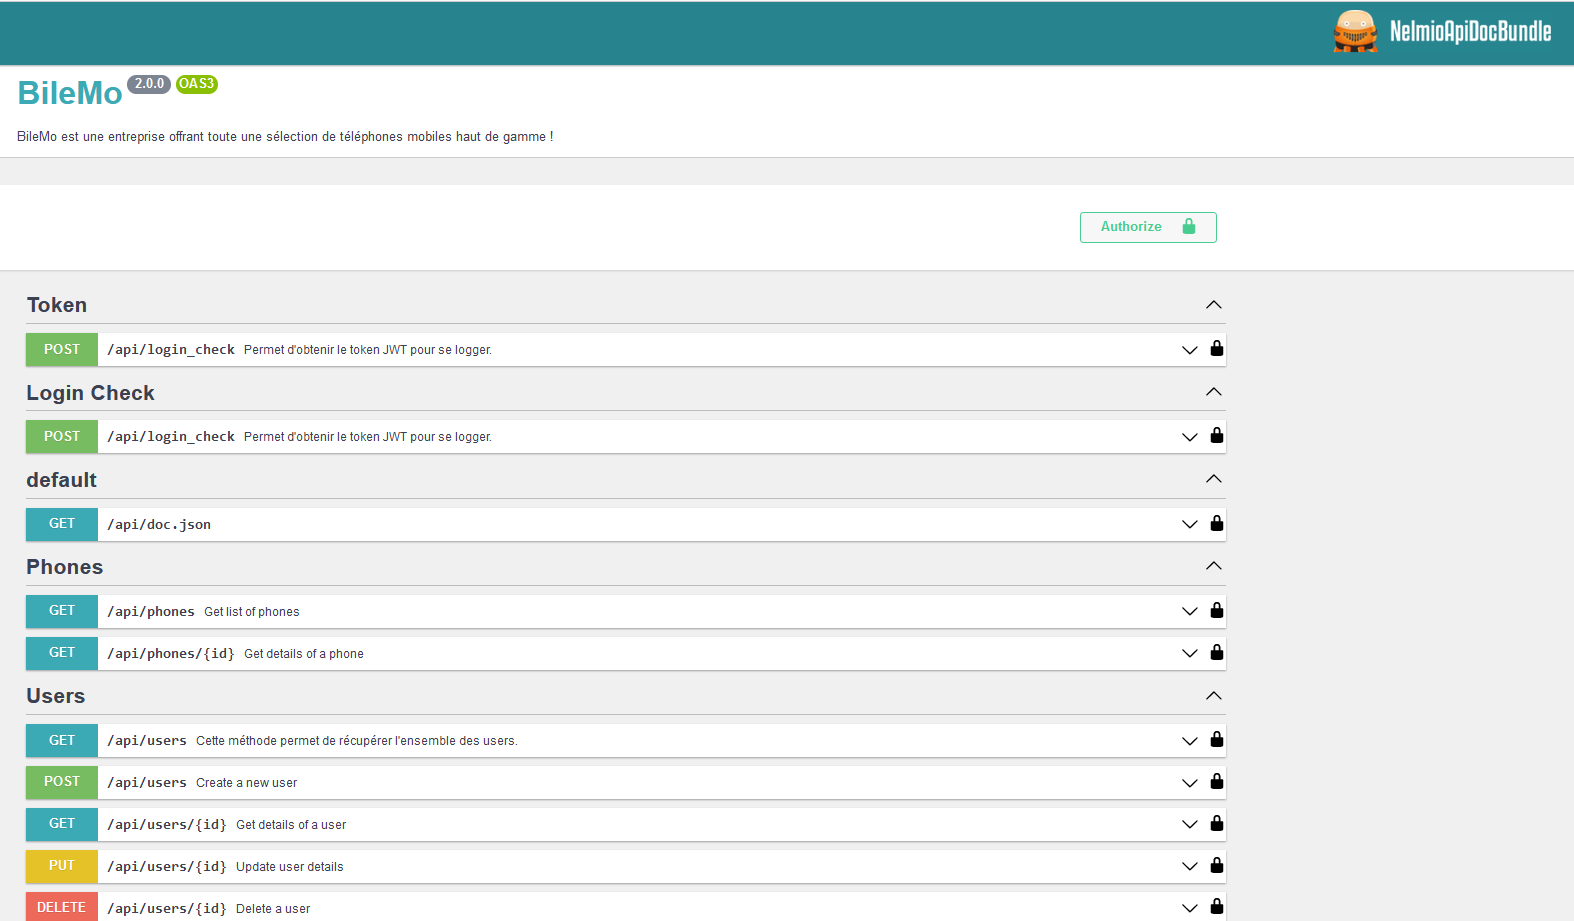 NelmioApiDocBundle
BileMo 2.0.0 OAS3
BileMo est une entreprise offrant toute une sélection de téléphones mobiles haut de gamme !
Authorize
Token
POST /api/login_check Permet d'obtenir le token JWT pour se logger.
Login Check
POST /api/login_check Permet d'obtenir le token JWT pour se logger.
default
GET /api/doc.json
Phones
GET /api/phones Get list of phones
GET /api/phones/{id} Get details of a phone
Users
GET /api/users Cette méthode permet de récupérer l'ensemble des users.
POST /api/users Create a new user
GET /api/users/{id} Get details of a user
PUT /api/users/{id} Update user details
DELETE /api/users/{id} Delete a user